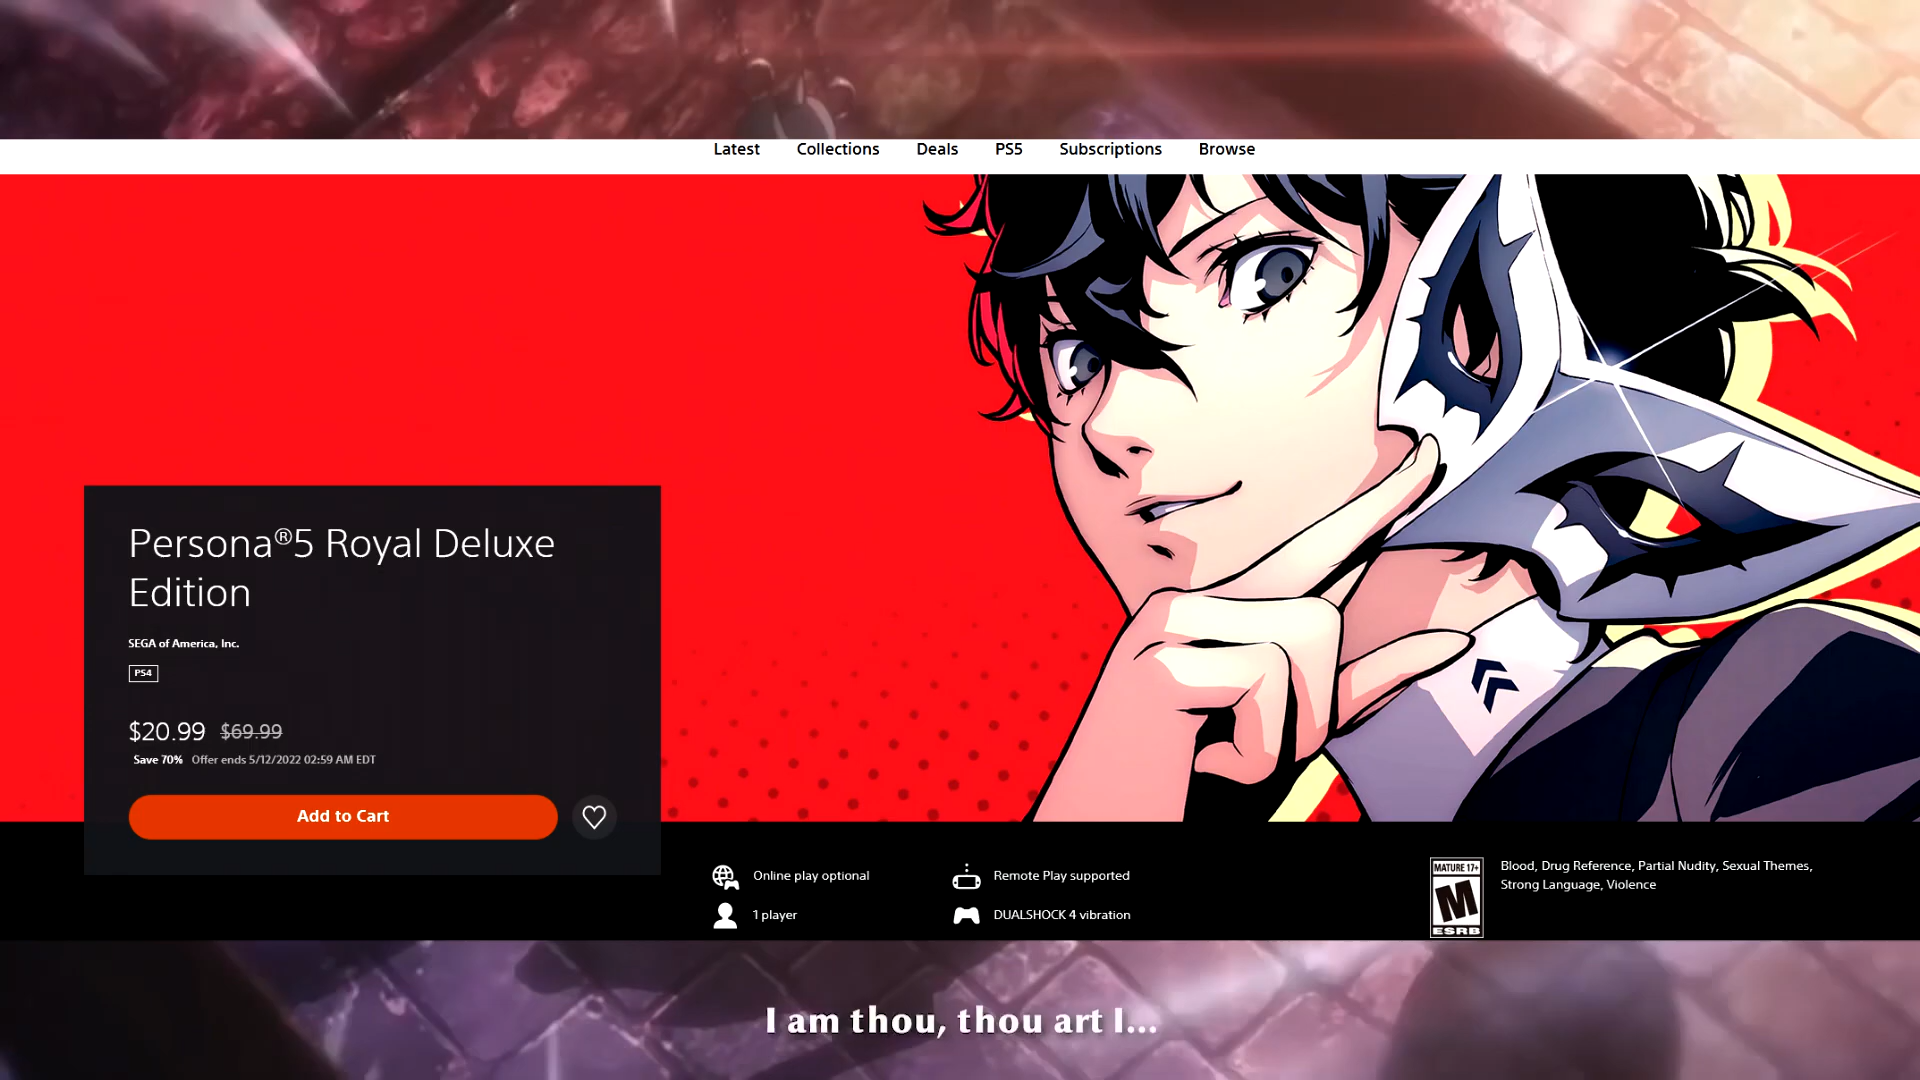 Latest Collections Deals PS5 Subscriptions Browse
Persona®5 Royal Deluxe
Edition
SEGA of America, Inc.
PS4
$20.99 $69.99
Save 70% Offer ends 5/12/2022 02:59 AM EDT
Add to Cart
Online play optional
1 player
Remote Play supported
DUALSHOCK 4 vibration
MATURE 17+
M
ESRB
Blood, Drug Reference, Partial Nudity, Sexual Themes,
Strong Language, Violence
I am thou, thou art I...